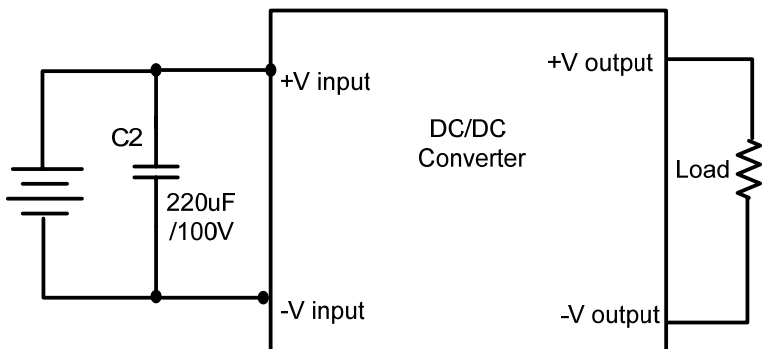 +V output
+V input
DC/DC
Converter
C2
Load
220uF
/100V
-V input
-V output